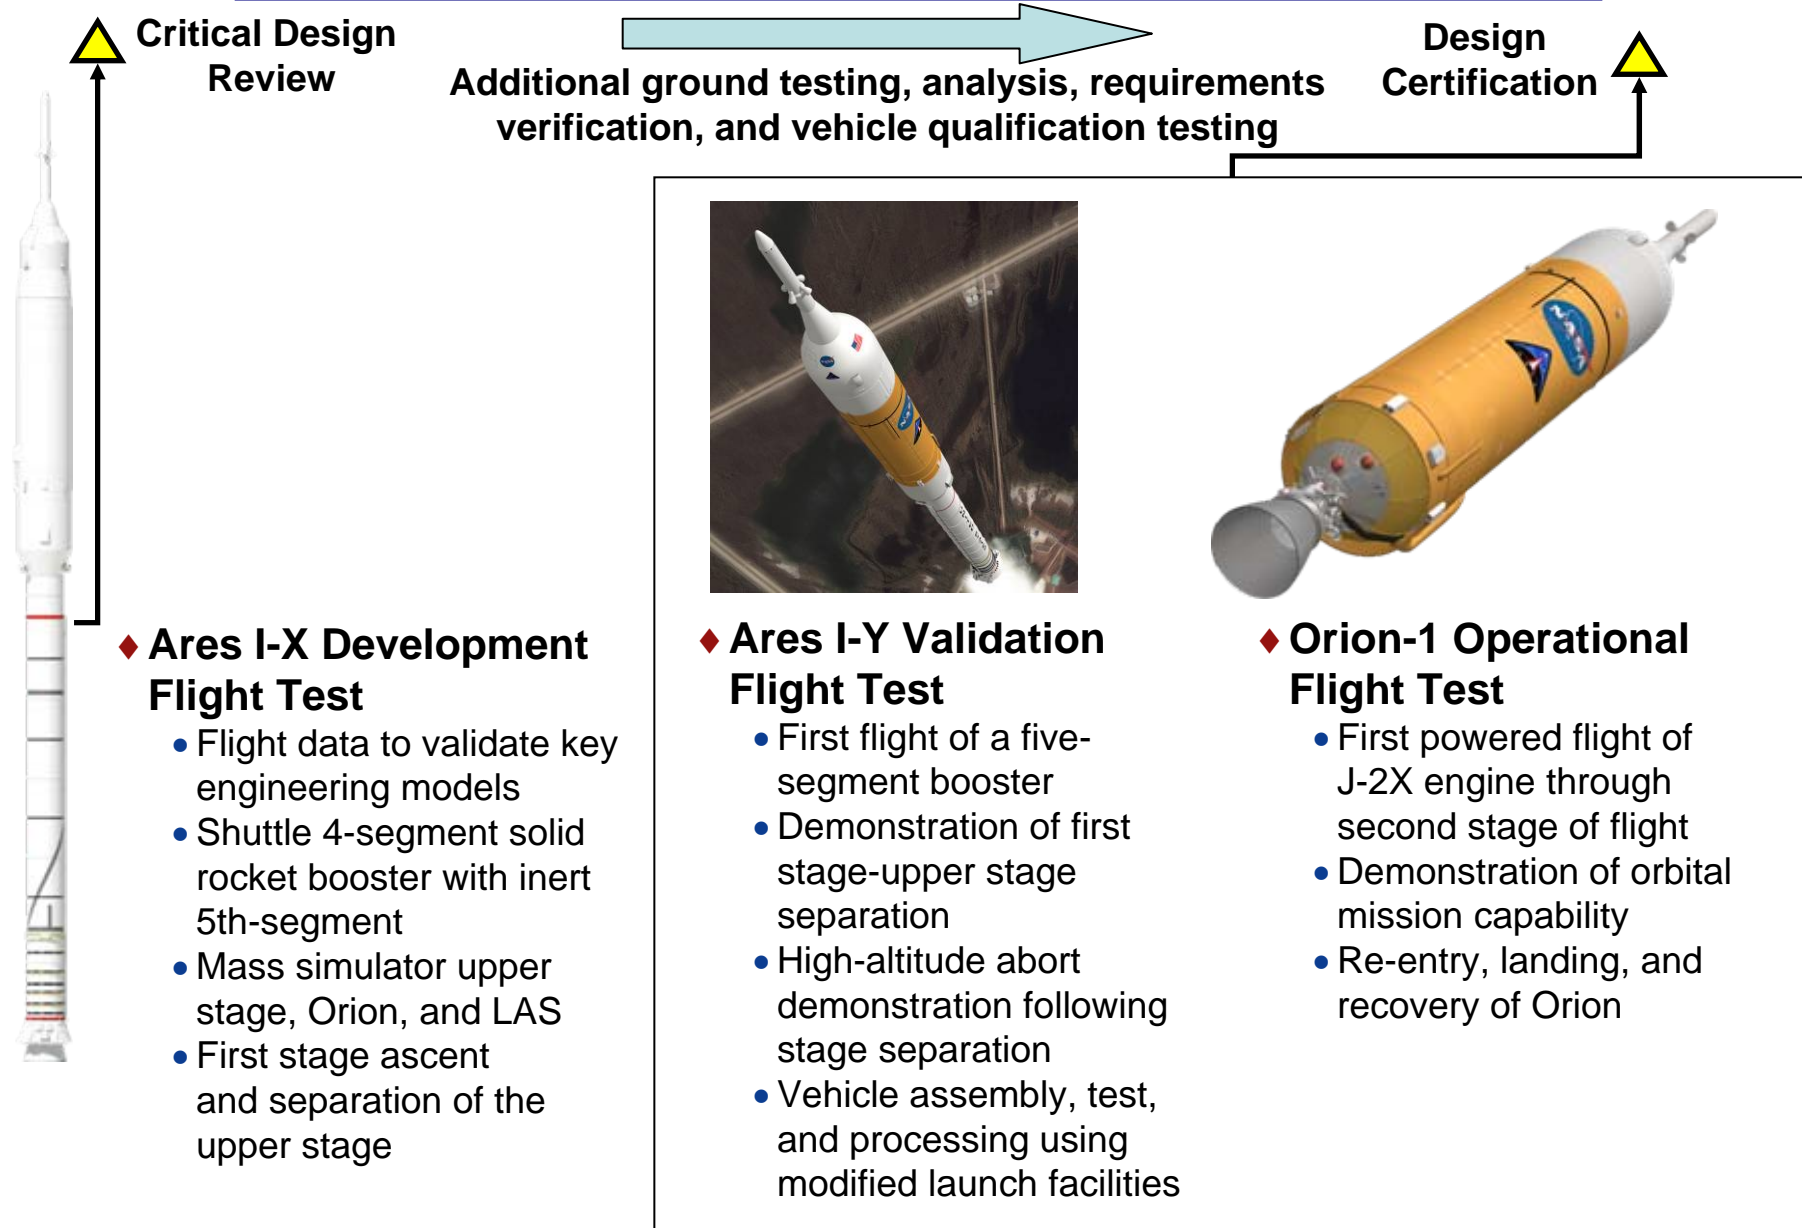 Critical Design
Review
Additional ground testing, analysis, requirements
verification, and vehicle qualification testing
Design
Certification
Ares I-X Development
Flight Test
Flight data to validate key
engineering models
Shuttle 4-segment solid
rocket booster with inert
5th-segment
Mass simulator upper
stage, Orion, and LAS
First stage ascent
and separation of the
upper stage
NASA
Ares I-Y Validation
Flight Test
First flight of a five-
segment booster
Demonstration of first
stage-upper stage
separation
High-altitude abort
demonstration following
stage separation
Vehicle assembly, test,
and processing using
modified launch facilities
NASA
Orion-1 Operational
Flight Test
First powered flight of
J-2X engine through
second stage of flight
Demonstration of orbital
mission capability
Re-entry, landing, and
recovery of Orion